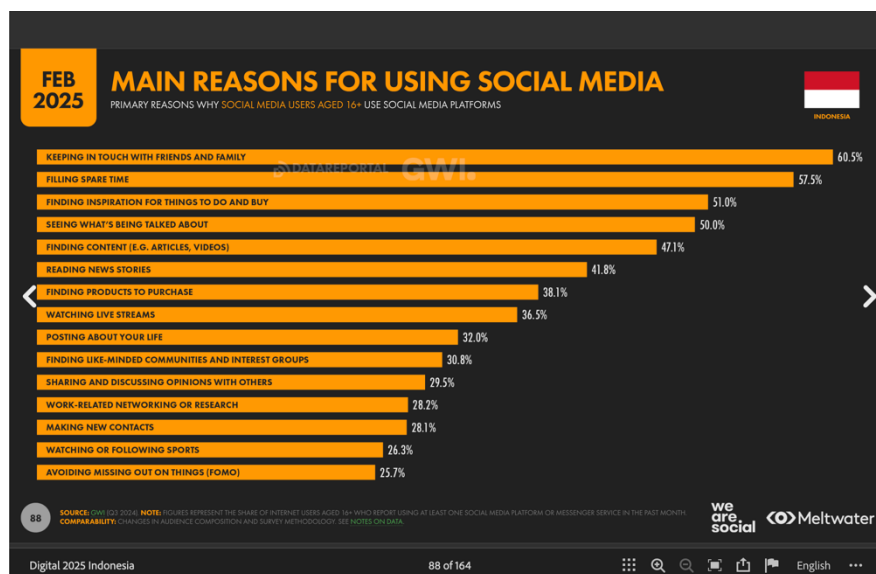 FEB
2025
MAIN REASONS FOR USING SOCIAL MEDIA
PRIMARY REASONS WHY SOCIAL MEDIA USERS AGED 16+ USE SOCIAL MEDIA PLATFORMS
INDONESIA
KEEPING IN TOUCH WITH FRIENDS AND FAMILY 60.5%
DATAREPORTAL GWI.
FILLING SPARE TIME 57.5%
FINDING INSPIRATION FOR THINGS TO DO AND BUY 51.0%
SEEING WHAT'S BEING TALKED ABOUT 50.0%
FINDING CONTENT (E.G. ARTICLES, VIDEOS) 47.1%
READING NEWS STORIES 41.8%
FINDING PRODUCTS TO PURCHASE 38.1%
WATCHING LIVE STREAMS 36.5%
POSTING ABOUT YOUR LIFE 32.0%
FINDING LIKE-MINDED COMMUNITIES AND INTEREST GROUPS 30.8%
SHARING AND DISCUSSING OPINIONS WITH OTHERS 29.5%
WORK-RELATED NETWORKING OR RESEARCH 28.2%
MAKING NEW CONTACTS 28.1%
WATCHING OR FOLLOWING SPORTS 26.3%
AVOIDING MISSING OUT ON THINGS (FOMO) 25.7%
88
SOURCE: GWI (Q3 2024). NOTE: FIGURES REPRESENT THE SHARE OF INTERNET USERS AGED 16+ WHO REPORT USING AT LEAST ONE SOCIAL MEDIA PLATFORM OR MESSENGER SERVICE IN THE PAST MONTH.
COMPARABILITY: CHANGES IN AUDIENCE COMPOSITION AND SURVEY METHODOLOGY. SEE NOTES ON DATA.
we
are.
social
Meltwater
Digital 2025 Indonesia
88 of 164
English